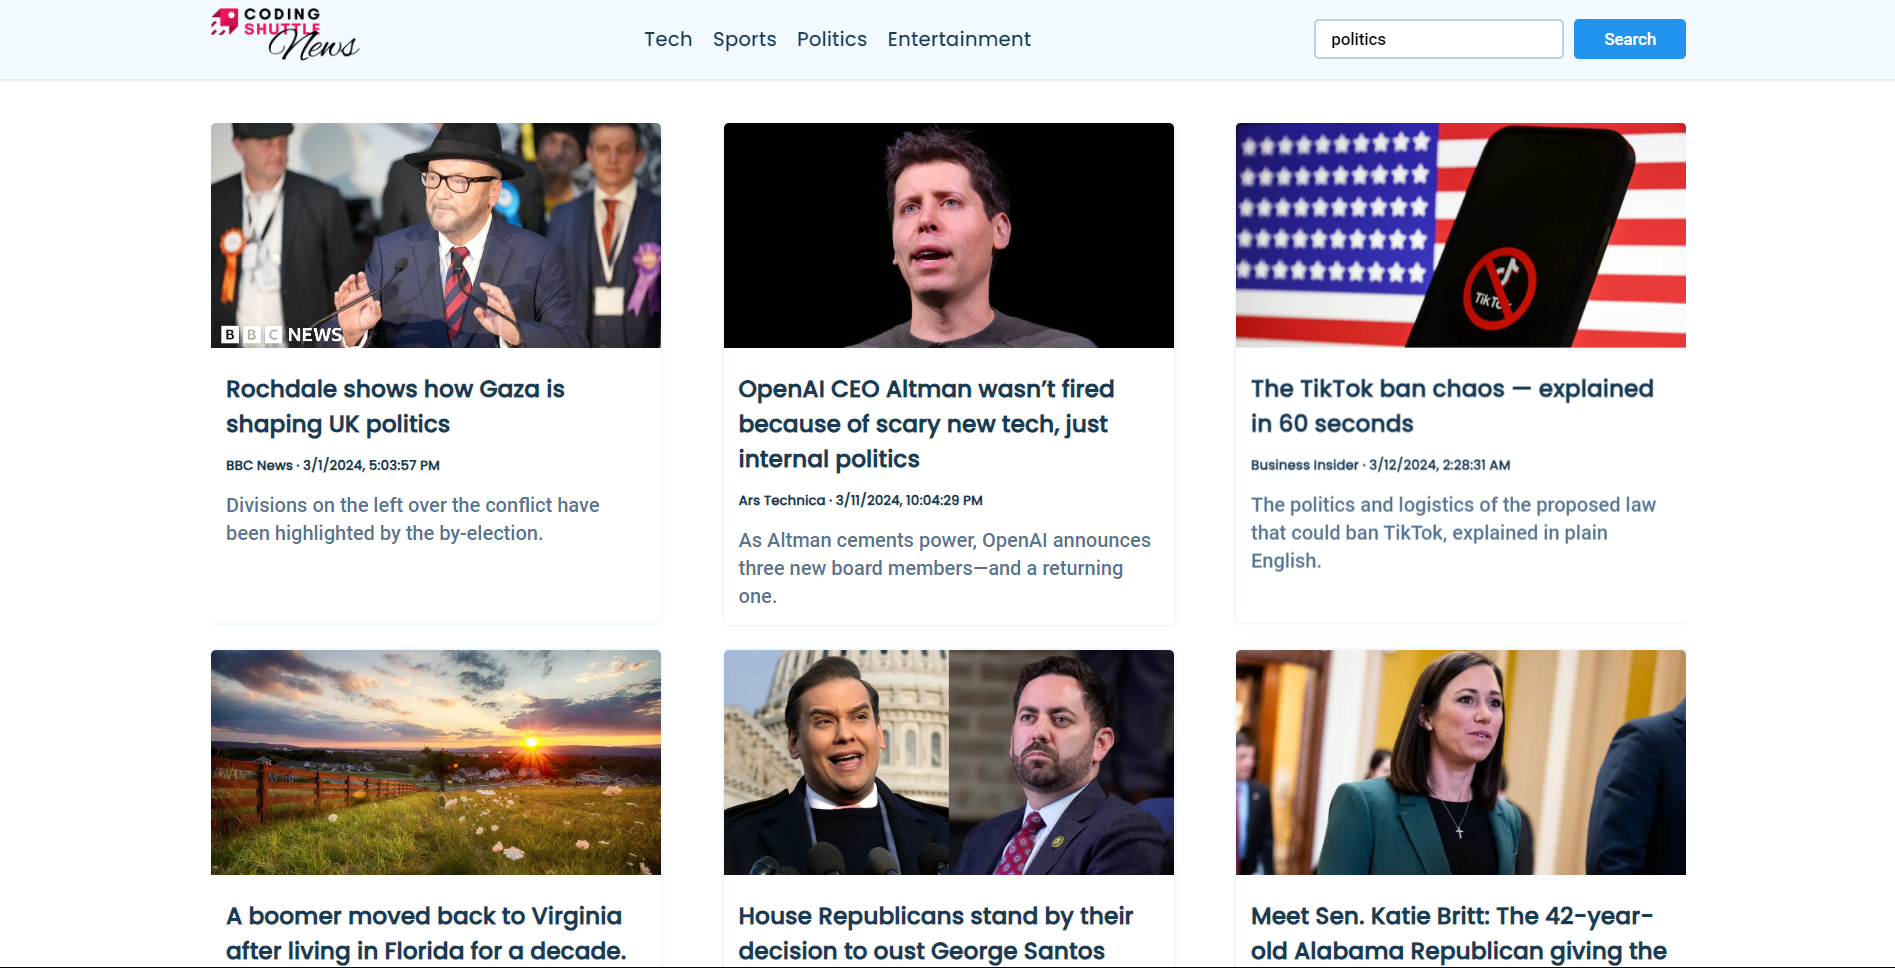 CODING
SHUTTLE
News
Tech Sports Politics Entertainment
politics
Search
B B C NEWS
TikTok
Rochdale shows how Gaza is
shaping UK politics
BBC News · 3/1/2024, 5:03:57 PM
Divisions on the left over the conflict have
been highlighted by the by-election.
OpenAI CEO Altman wasn’t fired
because of scary new tech, just
internal politics
Ars Technica · 3/11/2024, 10:04:29 PM
As Altman cements power, OpenAI announces
three new board members—and a returning
one.
The TikTok ban chaos — explained
in 60 seconds
Business Insider · 3/12/2024, 2:28:31 AM
The politics and logistics of the proposed law
that could ban TikTok, explained in plain
English.
A boomer moved back to Virginia
after living in Florida for a decade.
House Republicans stand by their
decision to oust George Santos
Meet Sen. Katie Britt: The 42-year-
old Alabama Republican giving the